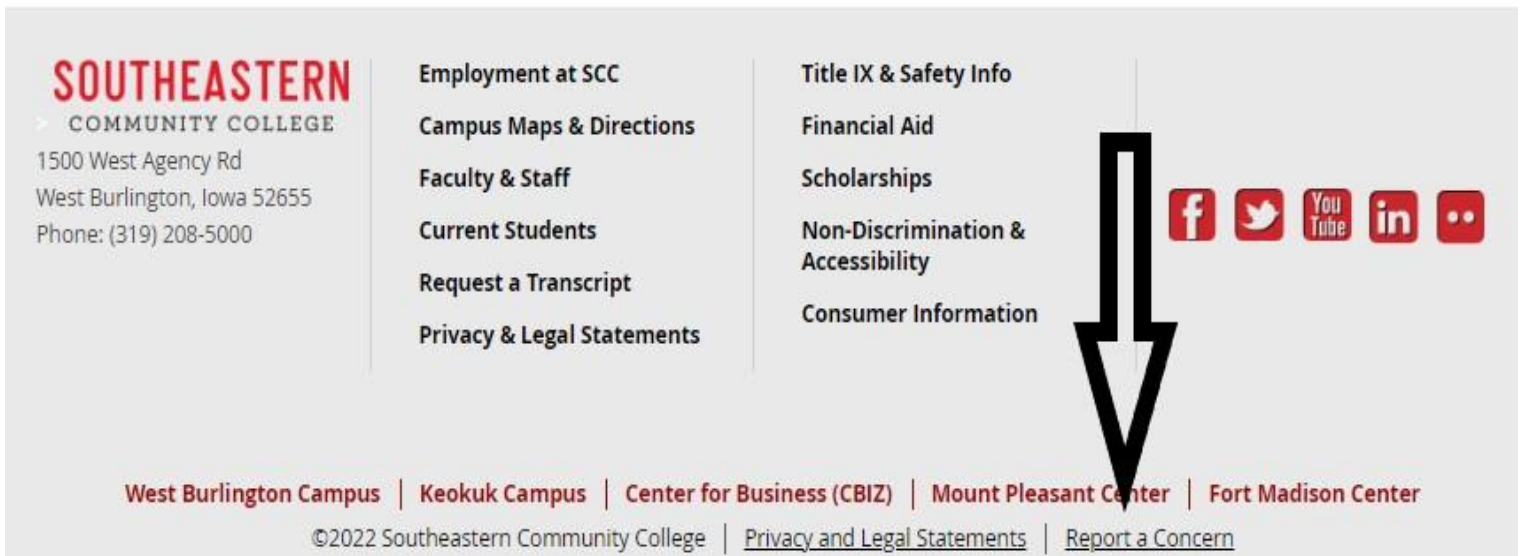 SOUTHEASTERN
> COMMUNITY COLLEGE
1500 West Agency Rd
West Burlington, Iowa 52655
Phone: (319) 208-5000
Employment at SCC
Campus Maps & Directions
Faculty & Staff
Current Students
Request a Transcript
Privacy & Legal Statements
Title IX & Safety Info
Financial Aid
Scholarships
Non-Discrimination &
Accessibility
Consumer Information
f You Tube in
West Burlington Campus | Keokuk Campus | Center for Business (CBIZ) | Mount Pleasant Center | Fort Madison Center
©2022 Southeastern Community College | Privacy and Legal Statements | Report a Concern